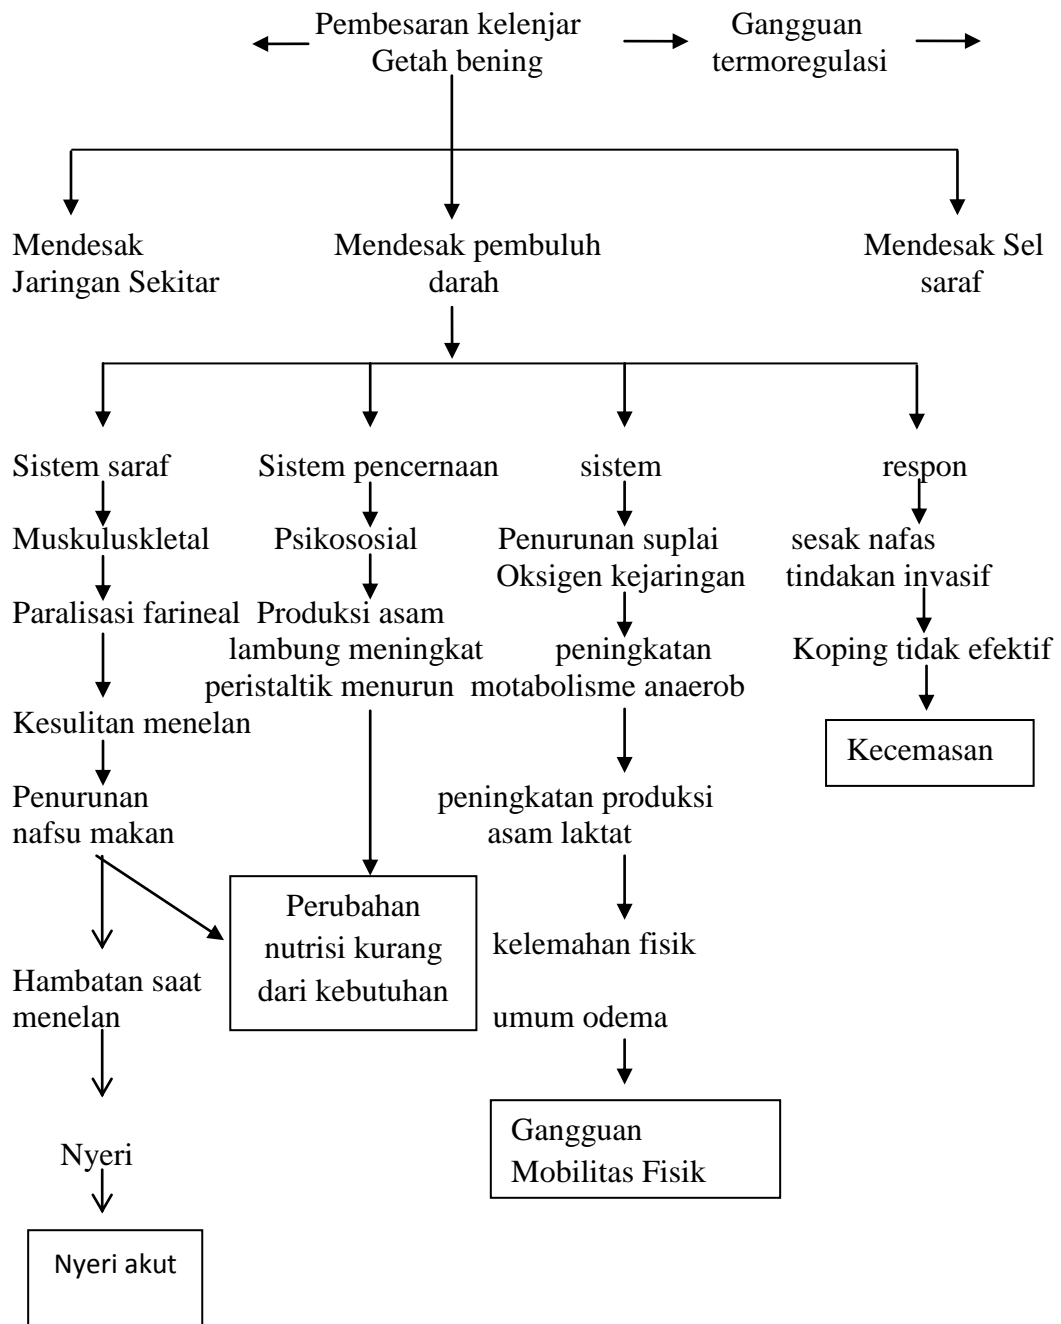 Pembesaran kelenjar
Getah bening
Gangguan
termoregulasi
Mendesak
Jaringan Sekitar
Mendesak pembuluh
darah
Mendesak Sel
saraf
Sistem saraf
Sistem pencernaan
sistem
respon
Muskuluskletal
Psikososial
Penurunan suplai
Oksigen kejaringan
sesak nafas
tindakan invasif
Paralisasi farineal
Produksi asam
lambung meningkat
peristaltik menurun
peningkatan
motabolisme anaerob
Koping tidak efektif
Kesulitan menelan
Kecemasan
Penurunan
nafsu makan
peningkatan produksi
asam laktat
Perubahan
nutrisi kurang
dari kebutuhan
kelemahan fisik
Hambatan saat
menelan
umum odema
Gangguan
Mobilitas Fisik
Nyeri
Nyeri akut